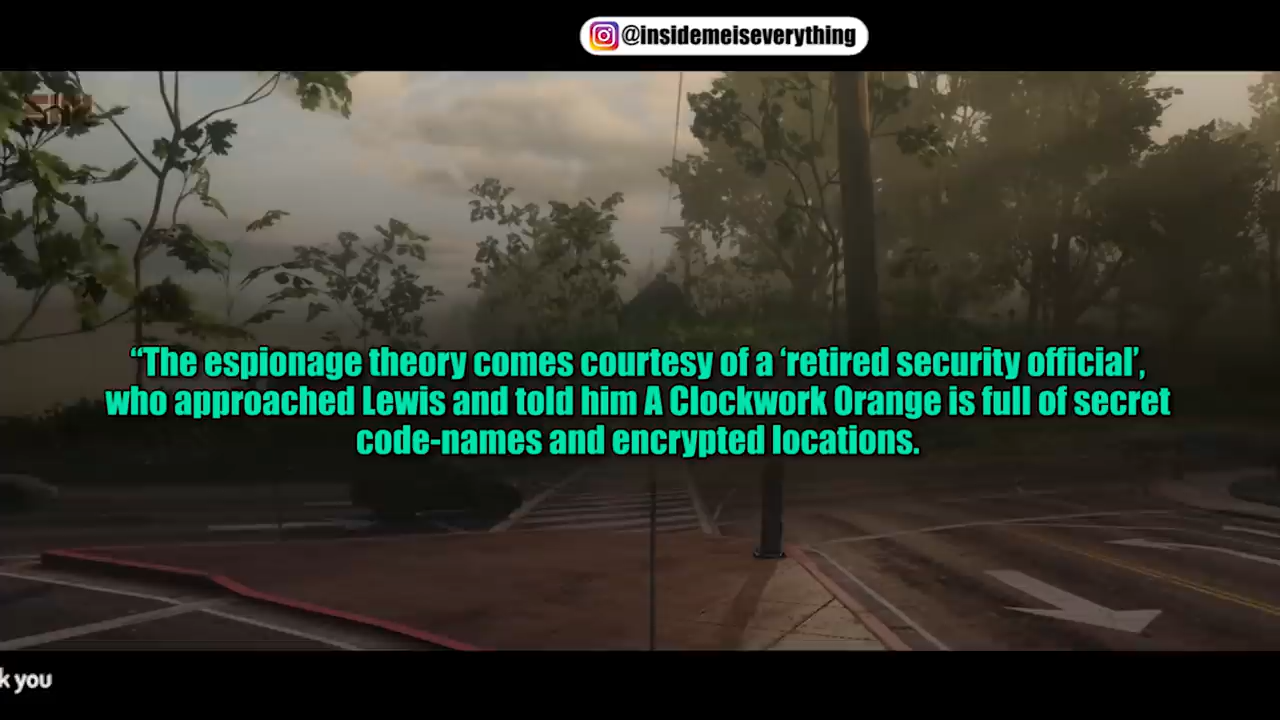 @insidemeiseverything
“The espionage theory comes courtesy of a ‘retired security official’,
who approached Lewis and told him A Clockwork Orange is full of secret
code-names and encrypted locations.
k you